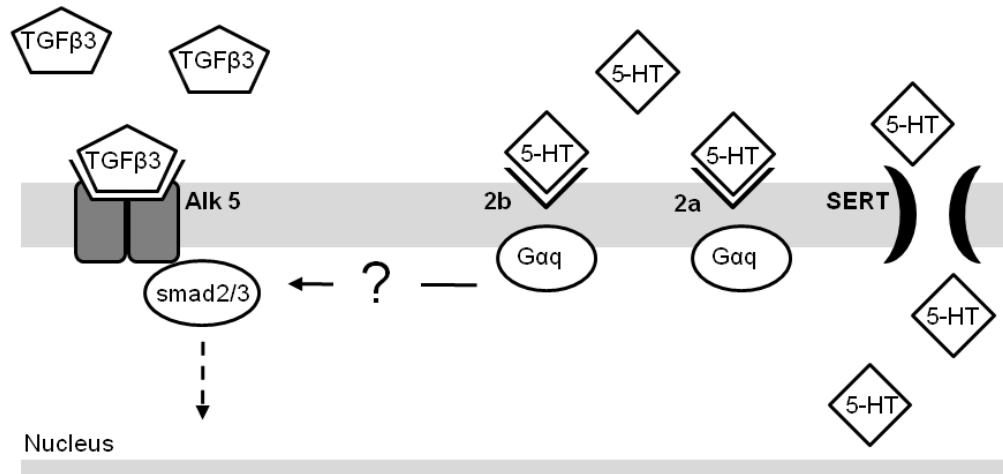 TGFβ3
TGFβ3
5-HT
5-HT
TGFβ3
5-HT
5-HT
Alk 5
2b
2a
SERT
Gαq
Gαq
smad2/3
?
5-HT
5-HT
Nucleus